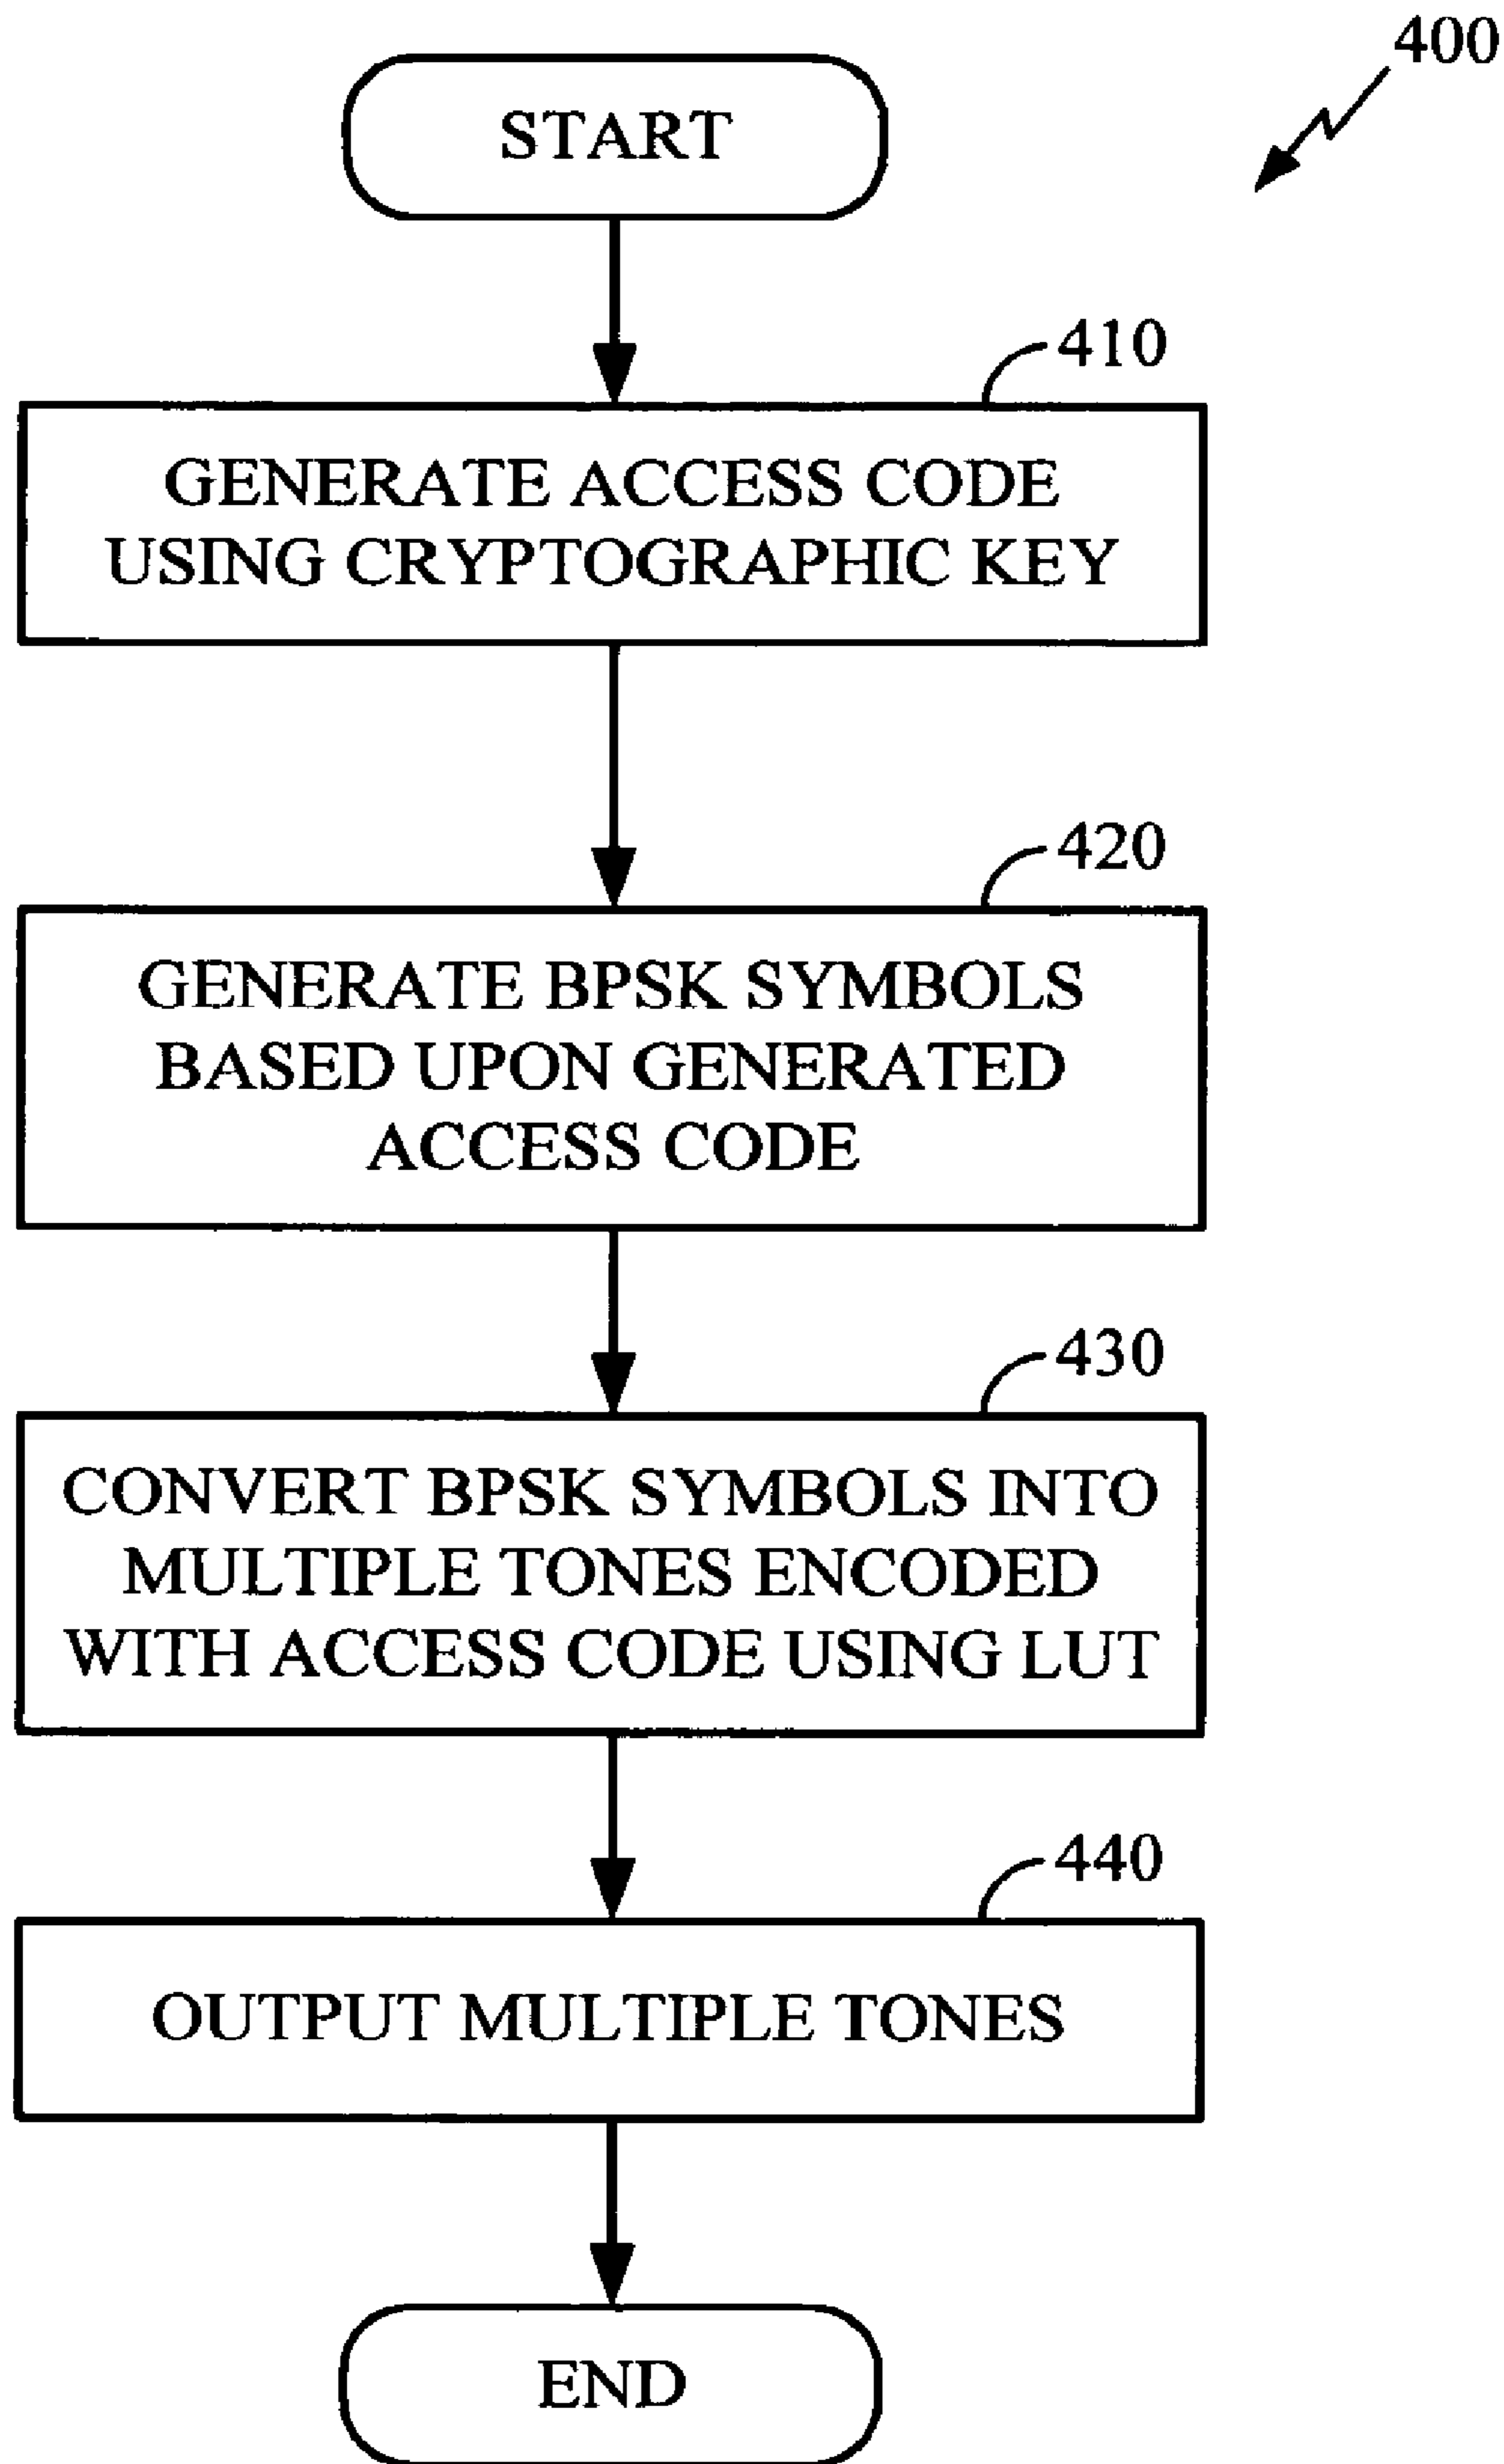 400
START
410
GENERATE ACCESS CODE
USING CRYPTOGRAPHIC KEY
420
GENERATE BPSK SYMBOLS
BASED UPON GENERATED
ACCESS CODE
430
CONVERT BPSK SYMBOLS INTO
MULTIPLE TONES ENCODED
WITH ACCESS CODE USING LUT
440
OUTPUT MULTIPLE TONES
END